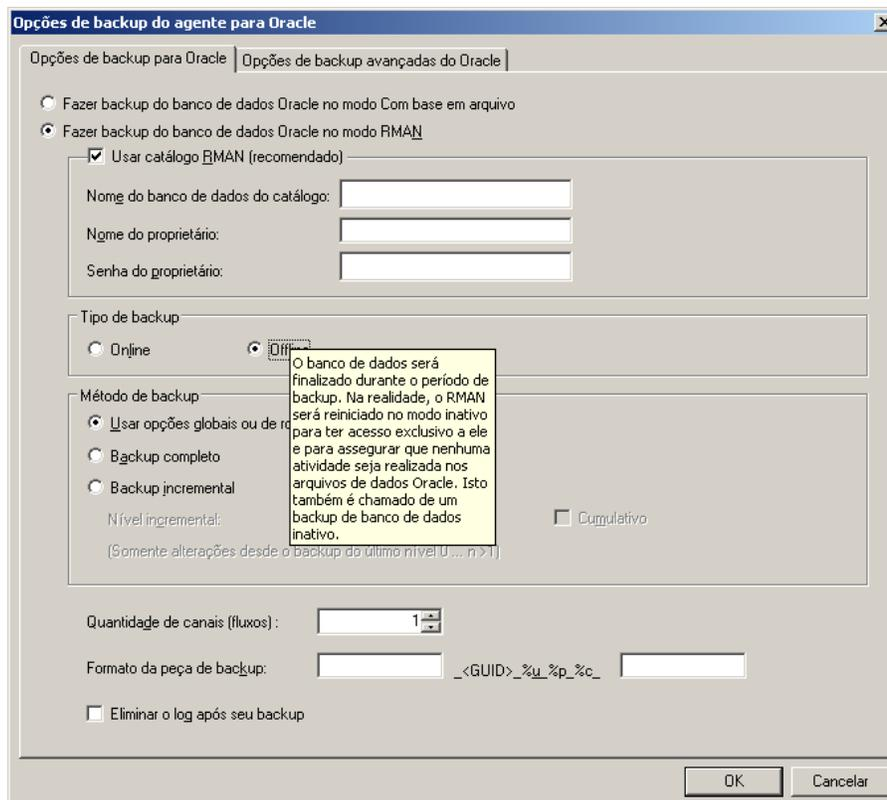 Opções de backup do agente para Oracle
Opções de backup para Oracle
Opções de backup avançadas do Oracle
Fazer backup do banco de dados Oracle no modo Com base em arquivo
Fazer backup do banco de dados Oracle no modo RMAN
Usar catálogo RMAN (recomendado)
Nome do banco de dados do catálogo:
Nome do proprietário:
Senha do proprietário:
Tipo de backup
Online
Offline
O banco de dados será
finalizado durante o período de
backup. Na realidade, o RMAN
será reiniciado no modo inativo
para ter acesso exclusivo a ele
e para assegurar que nenhuma
atividade seja realizada nos
arquivos de dados Oracle. Isto
também é chamado de um
backup de banco de dados
inativo.
Método de backup
Usar opções globais ou de
Backup completo
Backup incremental
Nível incremental:
Cumulativo
(Somente alterações desde o backup do último nível 0 ... n >1)
Quantidade de canais (fluxos) :
1
Formato da peça de backup:
_<GUID>_%u_%p_%c_
Eliminar o log após seu backup
OK
Cancelar